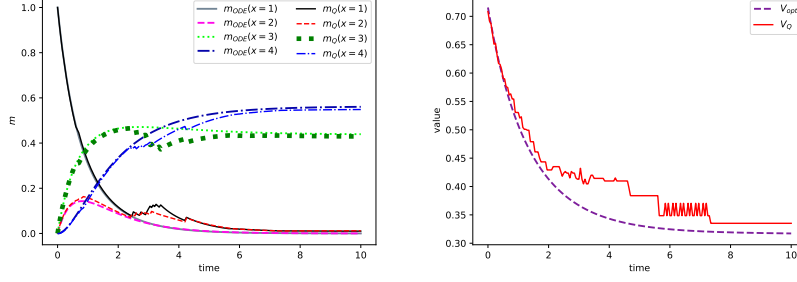 m_ODE(x = 1)
m_ODE(x = 2)
m_ODE(x = 3)
m_ODE(x = 4)
m_Q(x = 1)
m_Q(x = 2)
m_Q(x = 3)
m_Q(x = 4)
1.0
0.8
0.6
0.4
0.2
0.0
m
0 2 4 6 8 10
time
V_opt
V_Q
0.70
0.65
0.60
0.55
0.50
0.45
0.40
0.35
0.30
value
0 2 4 6 8 10
time